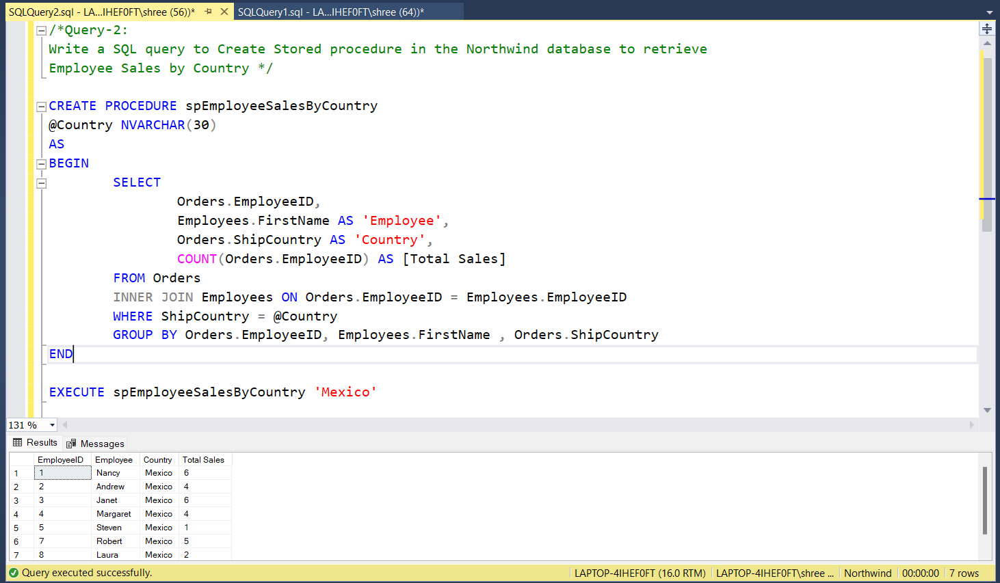 SQLQuery2.sql - LA...IHEF0FT\shree (56))* SQLQuery1.sql - LA...IHEF0FT\shree (64))*
/*Query-2:
Write a SQL query to Create Stored procedure in the Northwind database to retrieve
Employee Sales by Country */
CREATE PROCEDURE spEmployeeSalesByCountry
@Country NVARCHAR(30)
AS
BEGIN
SELECT
Orders.EmployeeID,
Employees.FirstName AS 'Employee',
Orders.ShipCountry AS 'Country',
COUNT(Orders.EmployeeID) AS [Total Sales]
FROM Orders
INNER JOIN Employees ON Orders.EmployeeID = Employees.EmployeeID
WHERE ShipCountry = @Country
GROUP BY Orders.EmployeeID, Employees.FirstName , Orders.ShipCountry
END
EXECUTE spEmployeeSalesByCountry 'Mexico'
131 %
Results Messages
EmployeeID Employee Country Total Sales
1 1 Nancy Mexico 6
2 2 Andrew Mexico 4
3 3 Janet Mexico 6
4 4 Margaret Mexico 4
5 5 Steven Mexico 1
6 7 Robert Mexico 5
7 8 Laura Mexico 2
Query executed successfully. LAPTOP-4IHEF0FT (16.0 RTM) LAPTOP-4IHEF0FT\shree ... Northwind 00:00:00 7 rows